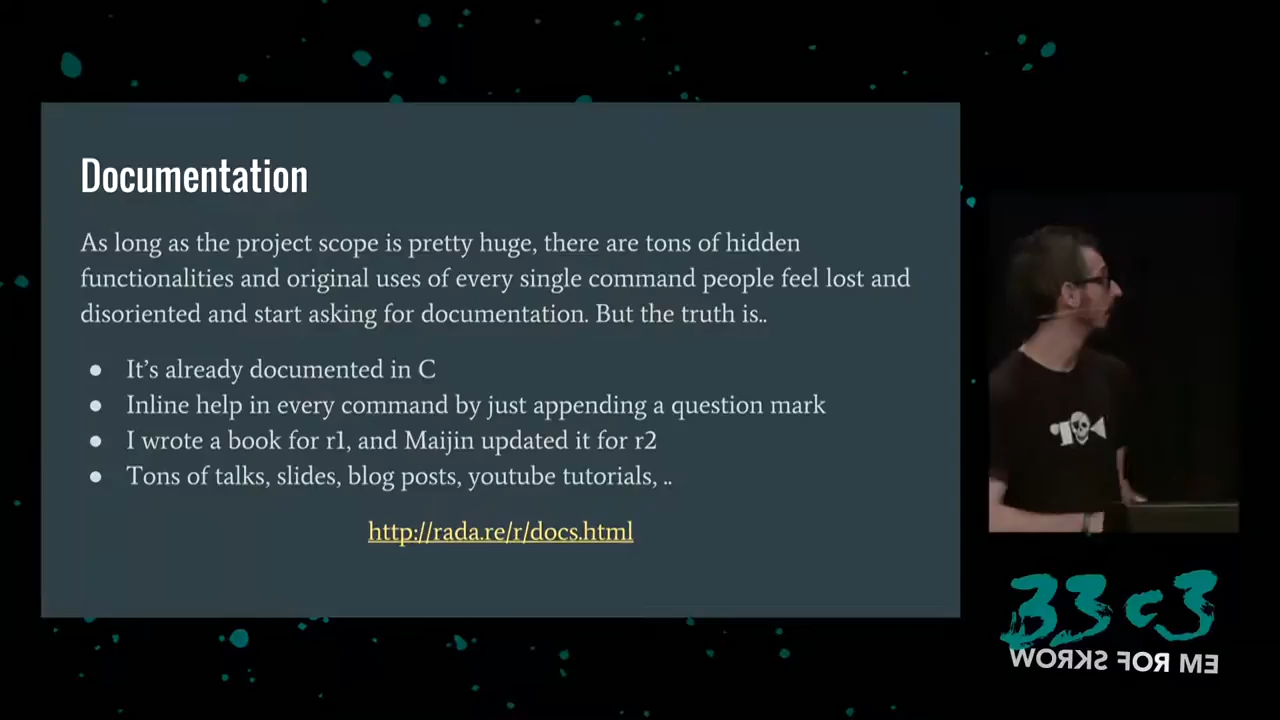 Documentation
As long as the project scope is pretty huge, there are tons of hidden
functionalities and original uses of every single command people feel lost and
disoriented and start asking for documentation. But the truth is..
● It's already documented in C
● Inline help in every command by just appending a question mark
● I wrote a book for r1, and Maijin updated it for r2
● Tons of talks, slides, blog posts, youtube tutorials, ..
http://rada.re/r/docs.html
33c3
WORKS FOR ME